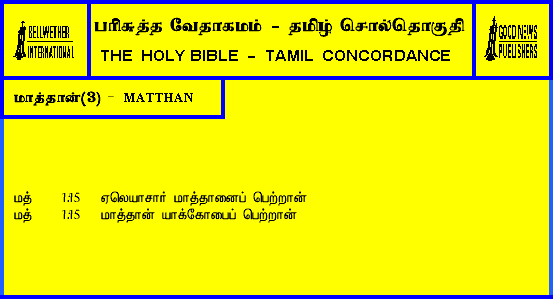 BELLWETHER
INTERNATIONAL
பரிசுத்த வேதாகமம் - தமிழ் சொல்தொகுதி
THE HOLY BIBLE - TAMIL CONCORDANCE
GOOD NEWS
PUBLISHERS
மாத்தான்(3) - MATTHAN
மத் 1:15 ஏலெயாசார் மாத்தானைப் பெற்றான்
மத் 1:15 மாத்தான் யாக்கோபைப் பெற்றான்